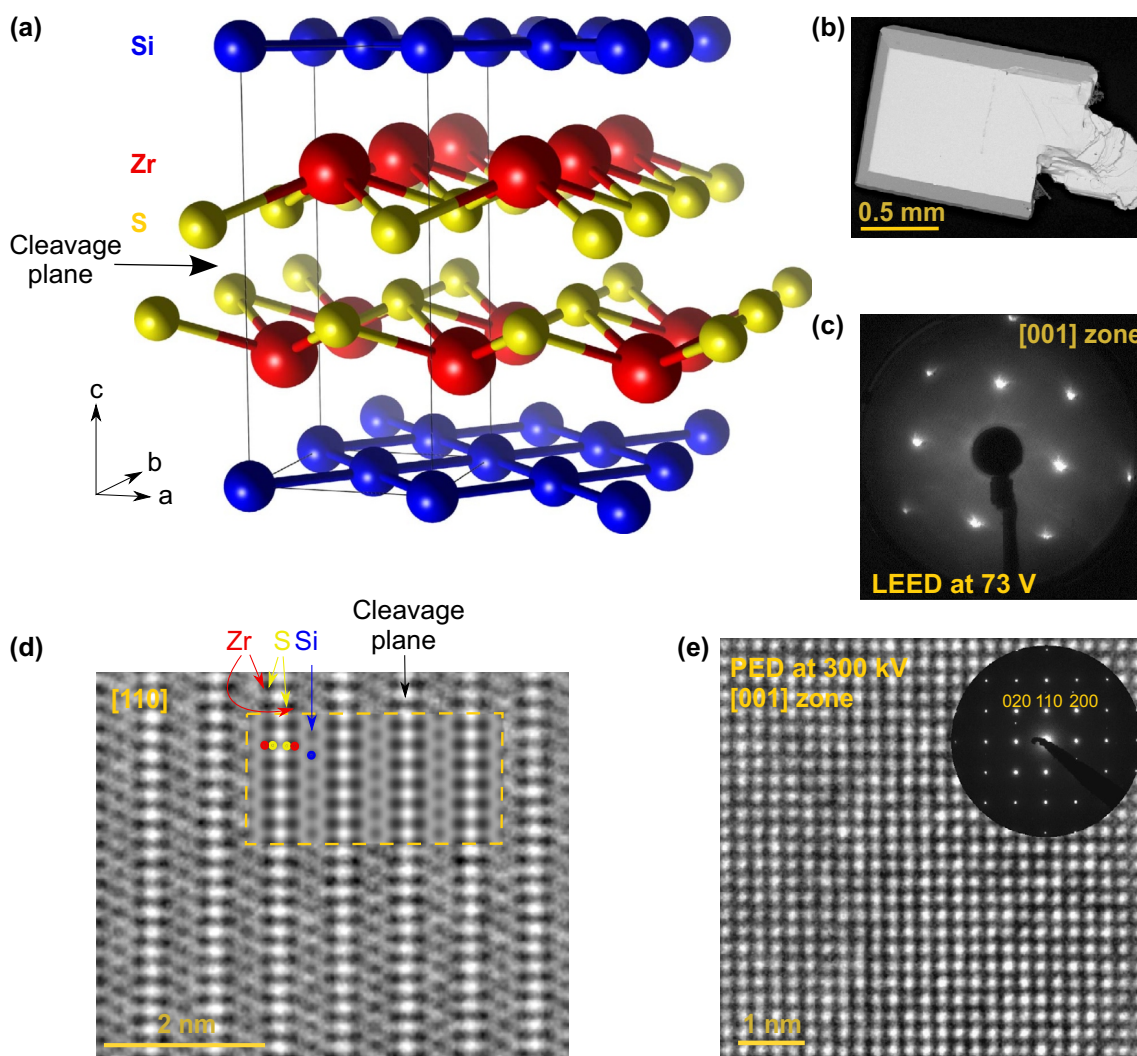 (a)
Si
Zr
S
Cleavage
plane
c
b
a
(b)
0.5 mm
(c)
[001] zone
LEED at 73 V
(d)
Zr
S
Si
Cleavage
plane
[110]
2 nm
(e)
PED at 300 kV
[001] zone
020 110 200
1 nm